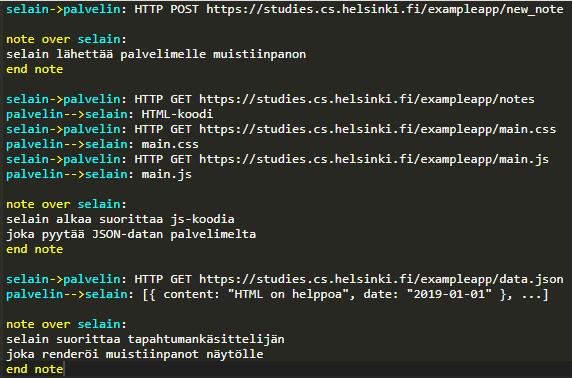 selain->palvelin: HTTP POST https://studies.cs.helsinki.fi/exampleapp/new_note
note over selain:
selain lähettää palvelimelle muistiinpanon
end note
selain->palvelin: HTTP GET https://studies.cs.helsinki.fi/exampleapp/notes
palvelin-->selain: HTML-koodi
selain->palvelin: HTTP GET https://studies.cs.helsinki.fi/exampleapp/main.css
palvelin-->selain: main.css
selain->palvelin: HTTP GET https://studies.cs.helsinki.fi/exampleapp/main.js
palvelin-->selain: main.js
note over selain:
selain alkaa suorittaa js-koodia
joka pyytää JSON-datan palvelimelta
end note
selain->palvelin: HTTP GET https://studies.cs.helsinki.fi/exampleapp/data.json
palvelin-->selain: [{ content: "HTML on helppoa", date: "2019-01-01" }, ...]
note over selain:
selain suorittaa tapahtumankäsittelijän
joka renderöi muistiinpanot näytölle
end note